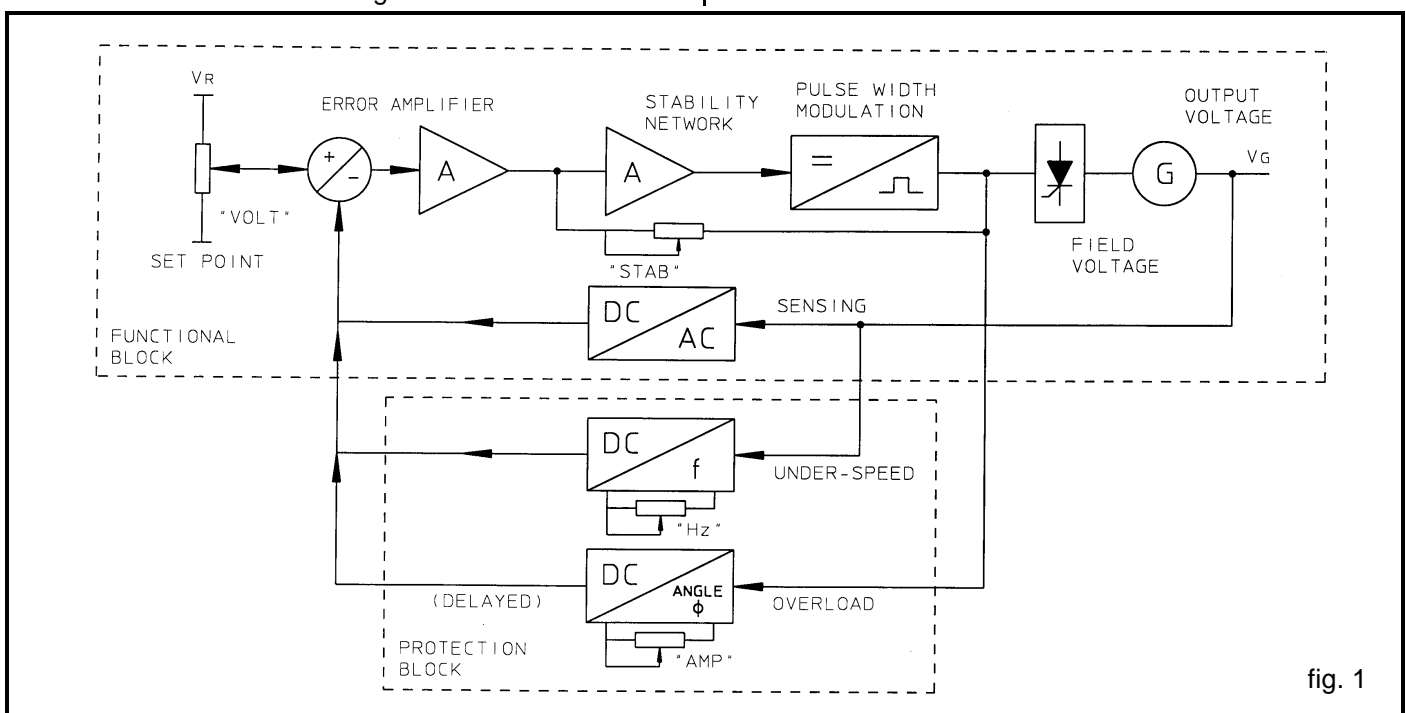 VR
ERROR AMPLIFIER
STABILITY
NETWORK
PULSE WIDTH
MODULATION
OUTPUT
VOLTAGE
+
-
A
A
=
G
VG
"VOLT"
SET POINT
"STAB"
FIELD
VOLTAGE
DC
AC
SENSING
FUNCTIONAL
BLOCK
DC
f
UNDER-SPEED
"Hz"
DC
ANGLE
ϕ
(DELAYED)
OVERLOAD
"AMP"
PROTECTION
BLOCK
fig. 1